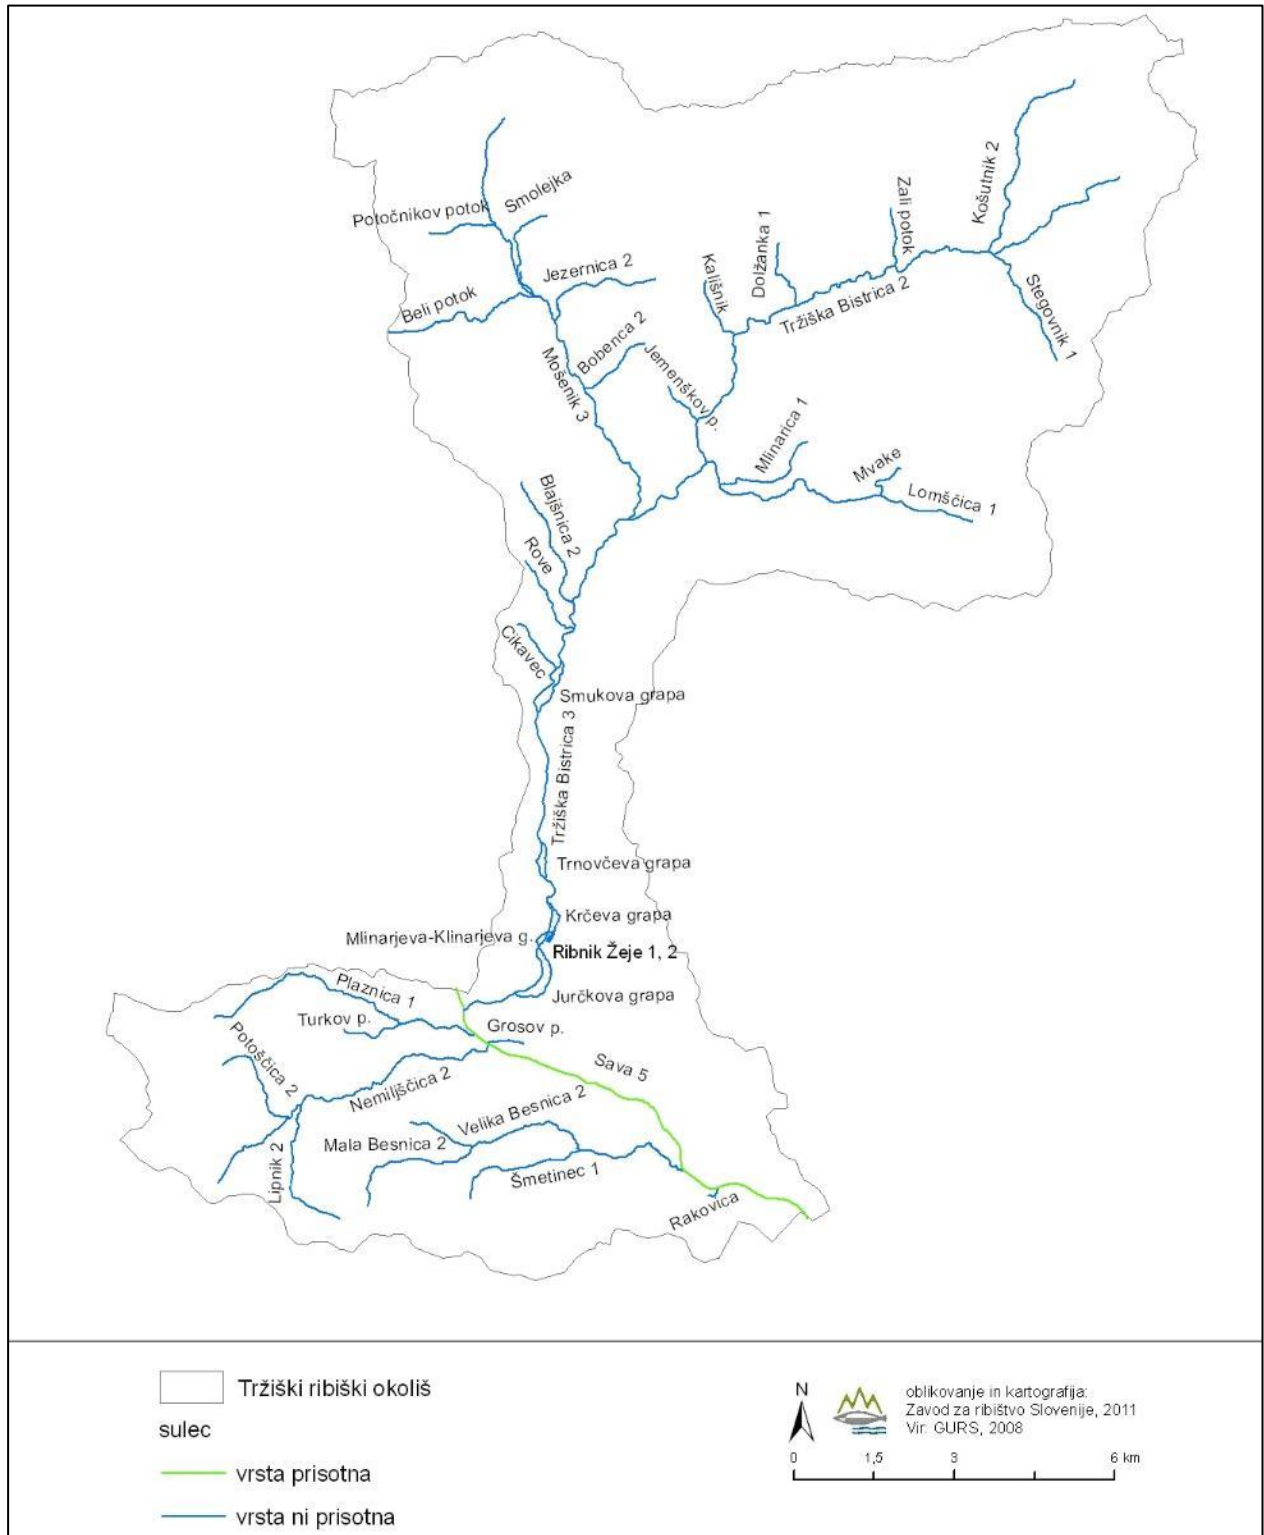 Košutnik 2
Smolejka
Potočnikov potok
Zali potok
Dolžanka 1
Kališnik
Jezernica 2
Beli potok
Tržiška Bistrica 2
Stegovnik 1
Bobenca 2
Jemenškov p.
Mošenik 3
Mlinarica 1
Mvake
Lomščica 1
Blajšnica 2
Rove
Cikavec
Smukova grapa
Tržiška Bistrica 3
Trnovčeva grapa
Krčeva grapa
Mlinarjeva-Klinarjeva g.
Ribnik Žeje 1, 2
Plaznica 1
Jurčkova grapa
Turkov p.
Grosov p.
Potoščica 2
Sava 5
Nemiljščica 2
Velika Besnica 2
Mala Besnica 2
Lipnik 2
Šmetinec 1
Rakovica
Tržiški ribiški okoliš
sulec
vrsta prisotna
vrsta ni prisotna
N
oblikovanje in kartografija:
Zavod za ribištvo Slovenije, 2011
Vir: GURS, 2008
0 1,5 3 6 km